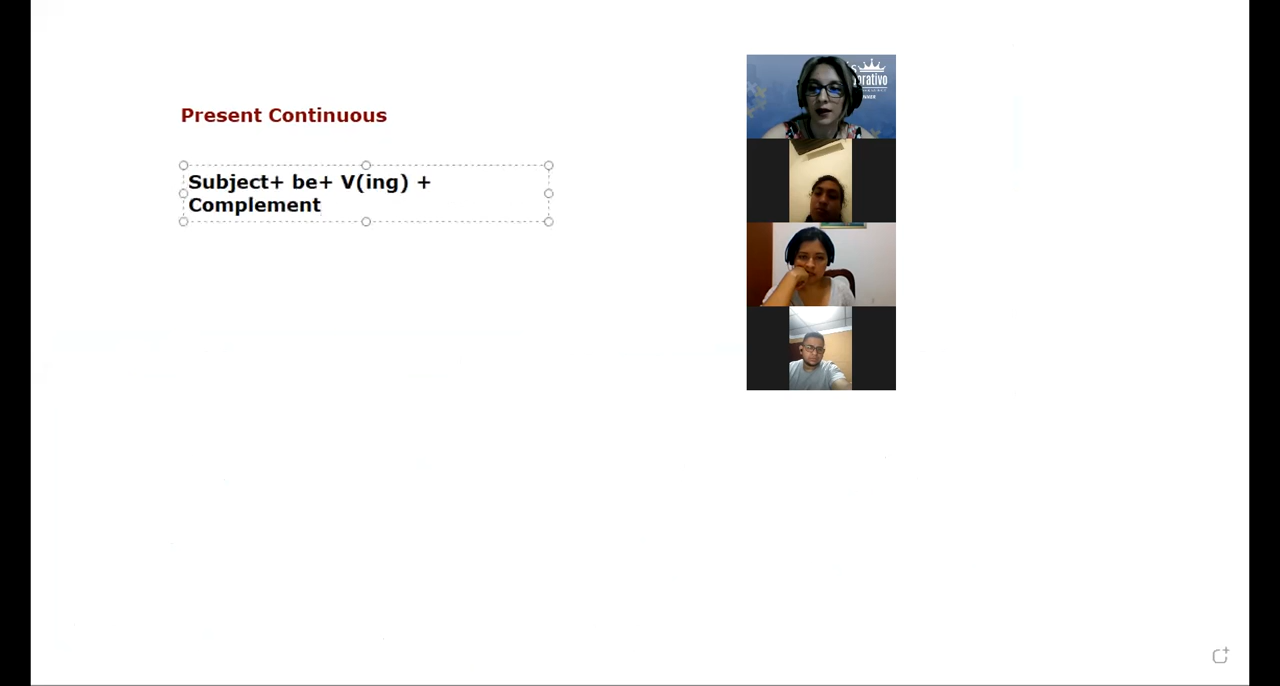 Present Continuous
Subject+ be+ V(ing) +
Complement